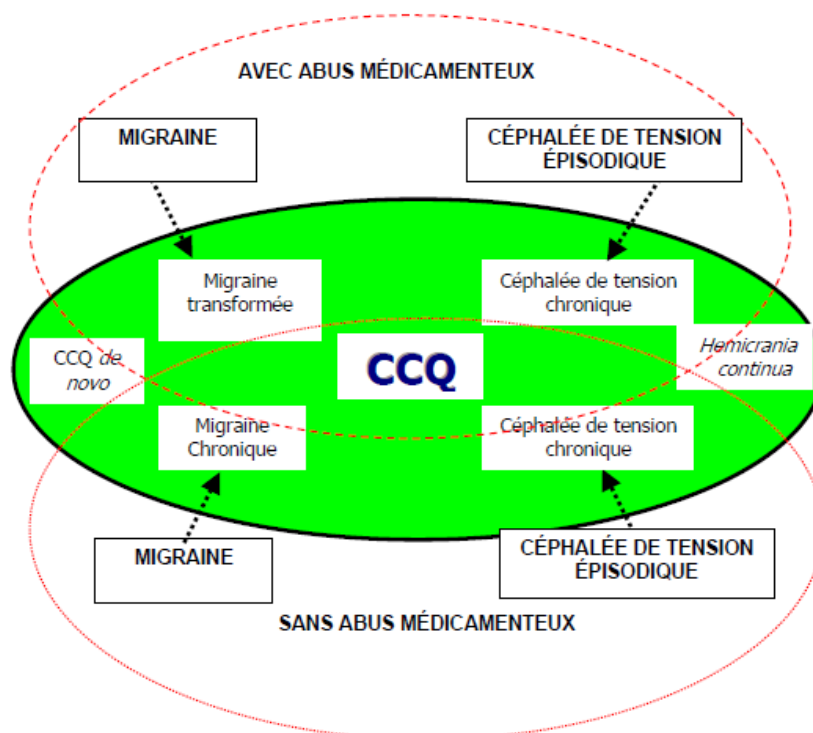 AVEC ABUS MÉDICAMENTEUX
MIGRAINE
CÉPHALÉE DE TENSION
ÉPISODIQUE
Migraine
transformée
Céphalée de tension
chronique
CCQ de
novo
CCQ
Hemicrania
continua
Migraine
Chronique
Céphalée de tension
chronique
MIGRAINE
CÉPHALÉE DE TENSION
ÉPISODIQUE
SANS ABUS MÉDICAMENTEUX